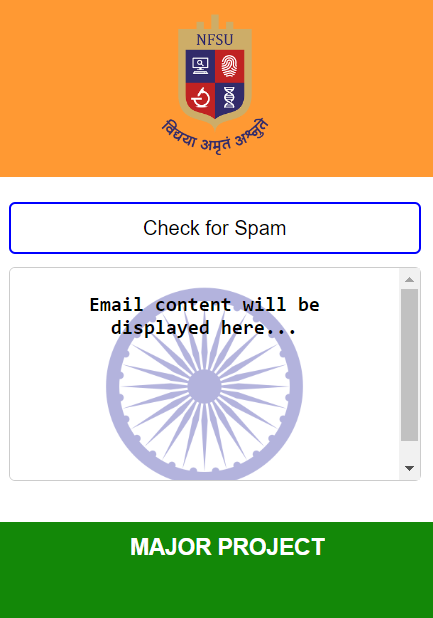 NFSU
विद्यया अमृतं अश्नुते
Check for Spam
Email content will be
displayed here...
MAJOR PROJECT